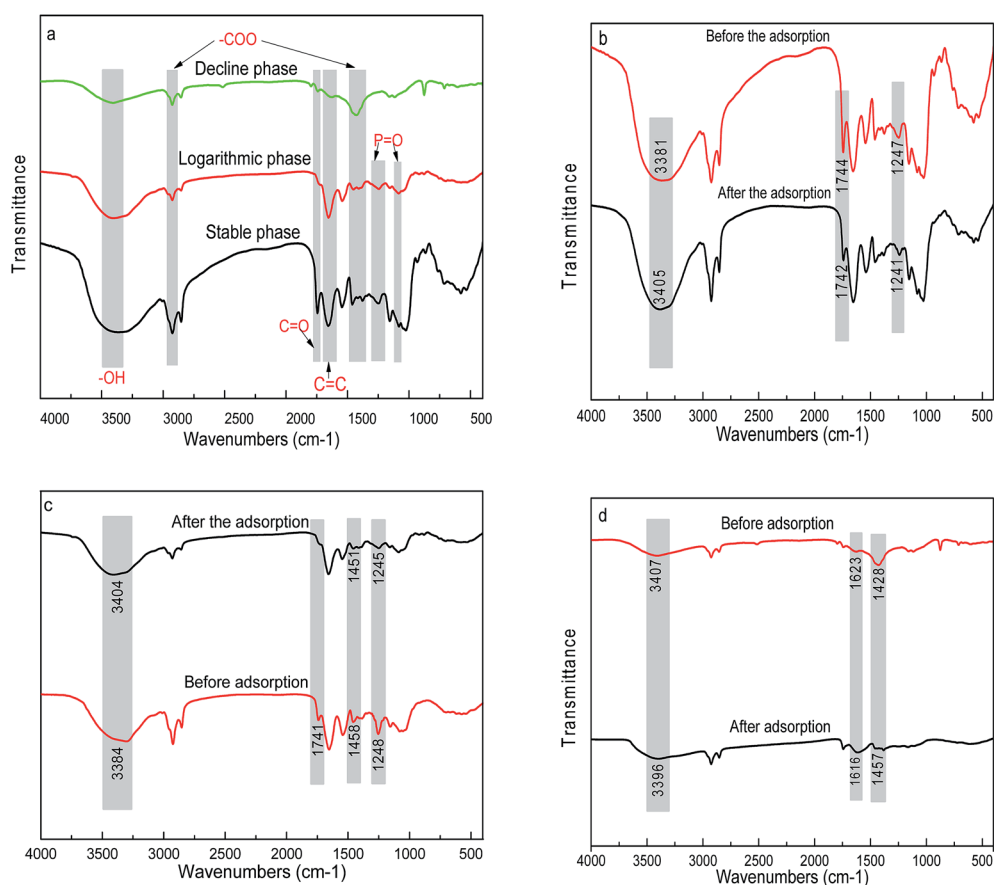 a
-COO
Decline phase
P=O
Logarithmic phase
Stable phase
C=O
-OH
C=C
Transmittance
4000 3500 3000 2500 2000 1500 1000 500
Wavenumbers (cm-1)
b
Before the adsorption
3381
1744
1247
After the adsorption
3405
1742
1241
Transmittance
4000 3500 3000 2500 2000 1500 1000 500
Wavenumbers (cm-1)
c
After the adsorption
3404
1451
1245
Before adsorption
3384
1741
1458
1248
Transmittance
4000 3500 3000 2500 2000 1500 1000 500
Wavenumbers (cm-1)
d
Before adsorption
3407
1623
1428
After adsorption
3396
1616
1457
Transmittance
4000 3500 3000 2500 2000 1500 1000 500
Wavenumbers (cm-1)